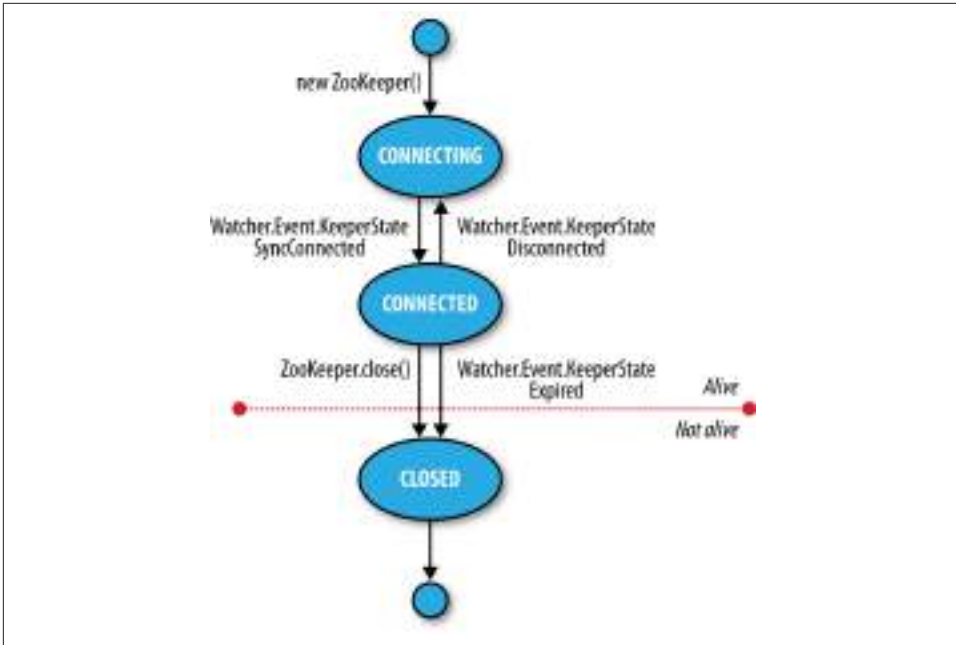 new ZooKeeper()
CONNECTING
Watcher.Event.KeeperState
SyncConnected
Watcher.Event.KeeperState
Disconnected
CONNECTED
ZooKeeper.close()
Watcher.Event.KeeperState
Expired
Alive
Not alive
CLOSED